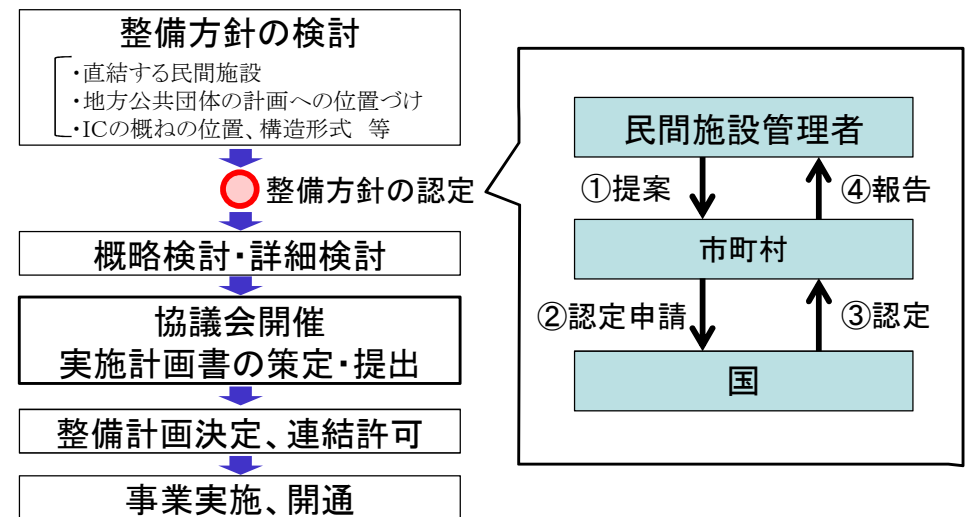 整備方針の検討
・直結する民間施設
・地方公共団体の計画への位置づけ
・ICの概ねの位置、構造形式 等
整備方針の認定
概略検討・詳細検討
協議会開催
実施計画書の策定・提出
整備計画決定、連結許可
事業実施、開通
民間施設管理者
①提案
④報告
市町村
②認定申請
③認定
国